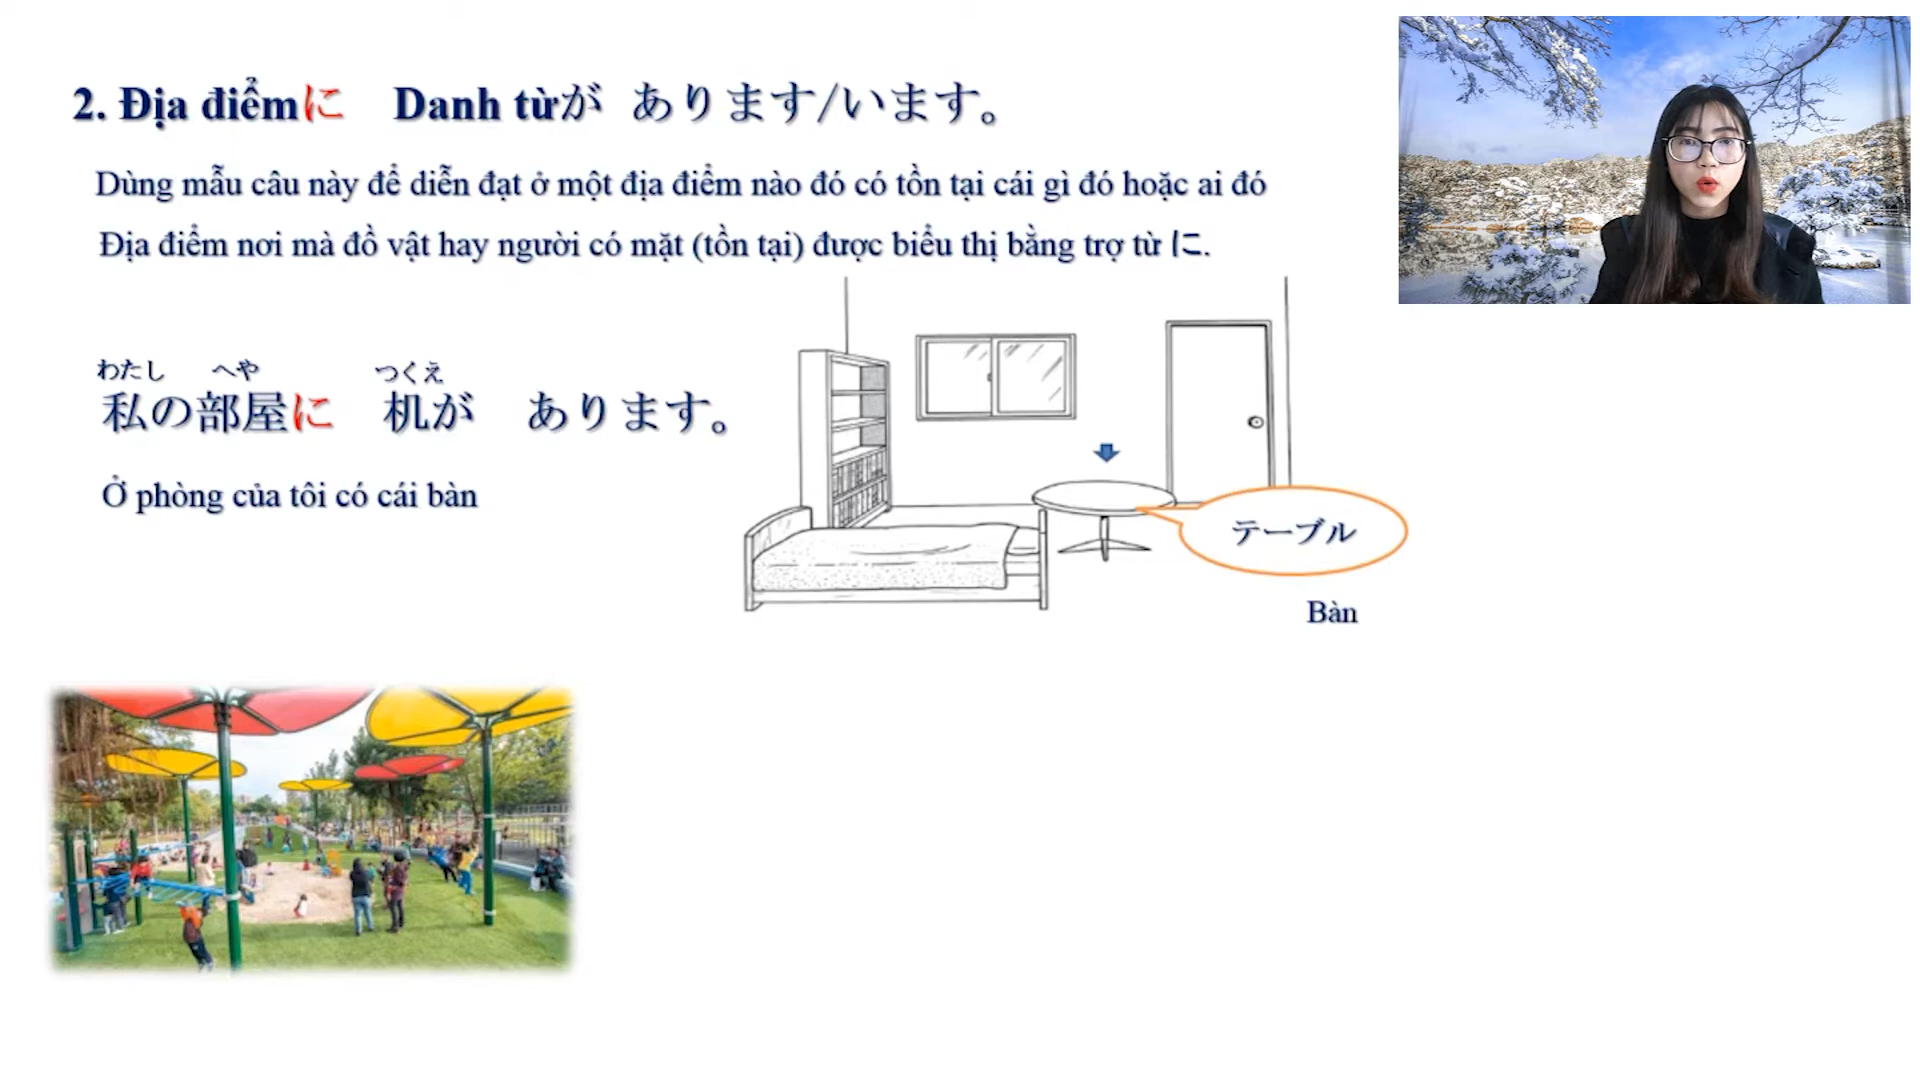 2. Địa điểmに Danh từが あります/います。
Dùng mẫu câu này để diễn đạt ở một địa điểm nào đó có tồn tại cái gì đó hoặc ai đó
Địa điểm nơi mà đồ vật hay người có mặt (tồn tại) được biểu thị bằng trợ từ に.
わたし へや つくえ
私の部屋に 机が あります。
Ở phòng của tôi có cái bàn
テーブル
Bàn